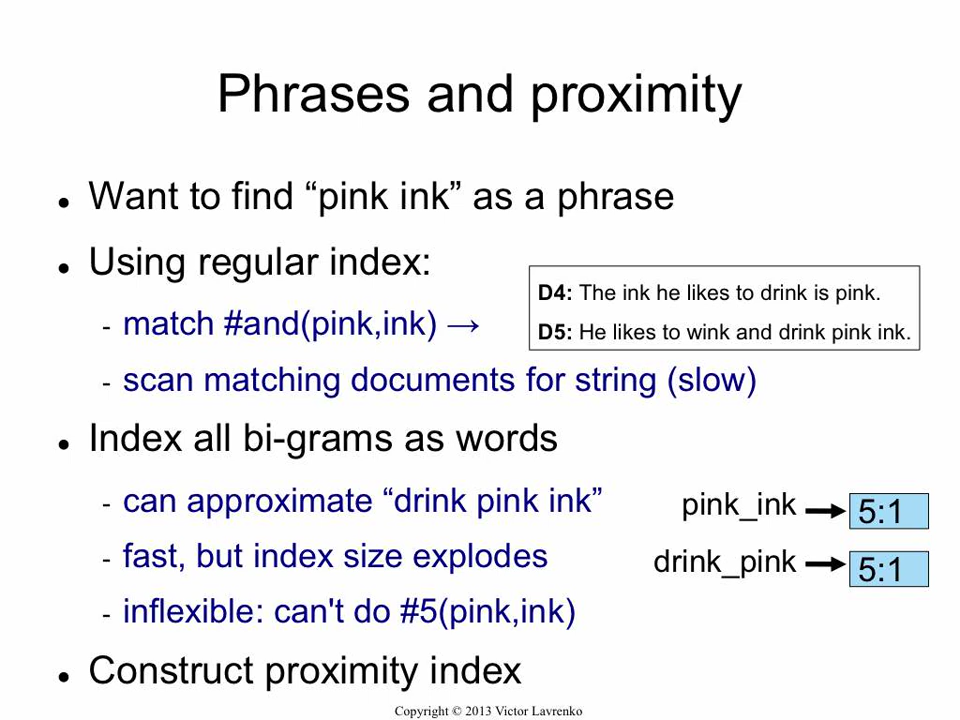 Phrases and proximity
● Want to find “pink ink” as a phrase
● Using regular index:
- match #and(pink,ink) →
D4: The ink he likes to drink is pink.
D5: He likes to wink and drink pink ink.
- scan matching documents for string (slow)
● Index all bi-grams as words
- can approximate “drink pink ink”
pink_ink 5:1
- fast, but index size explodes
drink_pink 5:1
- inflexible: can't do #5(pink,ink)
● Construct proximity index
Copyright © 2013 Victor Lavrenko